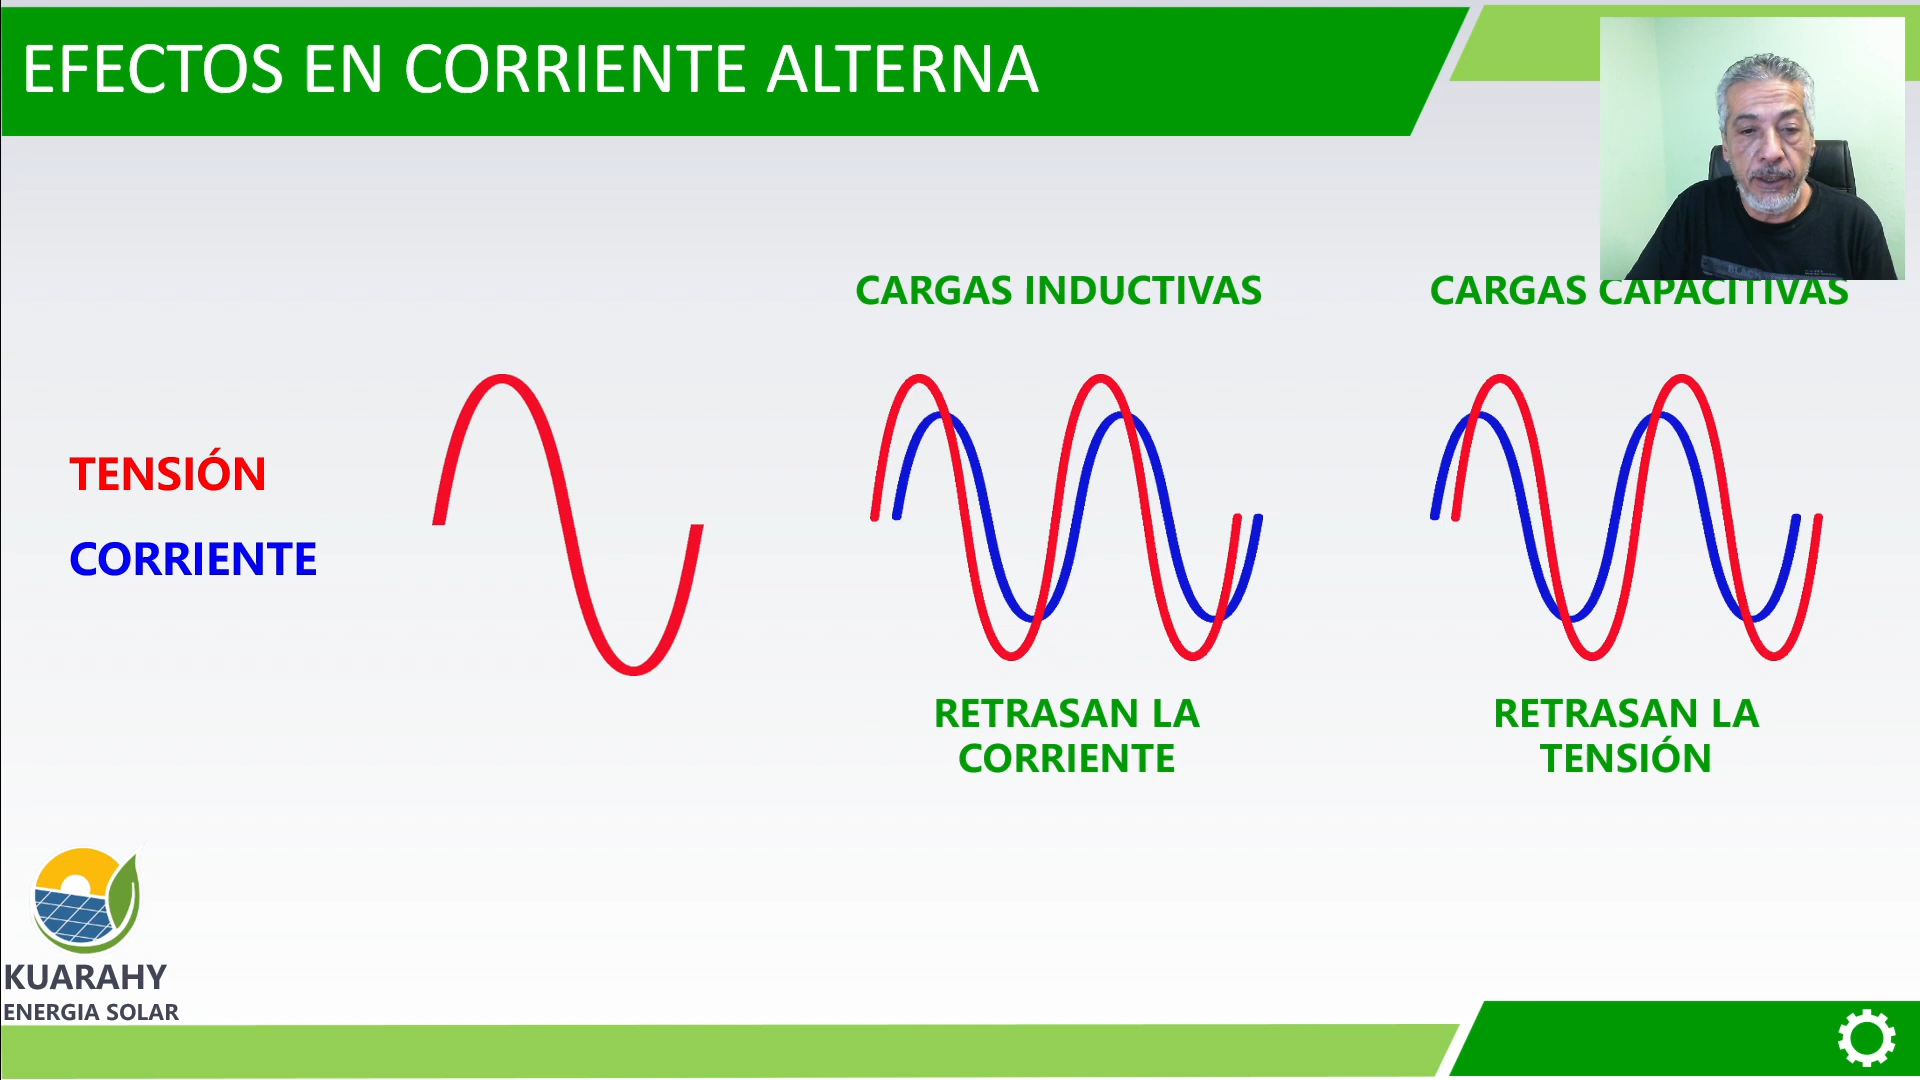 EFECTOS EN CORRIENTE ALTERNA
CARGAS INDUCTIVAS
CARGAS CAPACITIVAS
TENSIÓN
CORRIENTE
RETRASAN LA
CORRIENTE
RETRASAN LA
TENSIÓN
KUARAHY
ENERGIA SOLAR